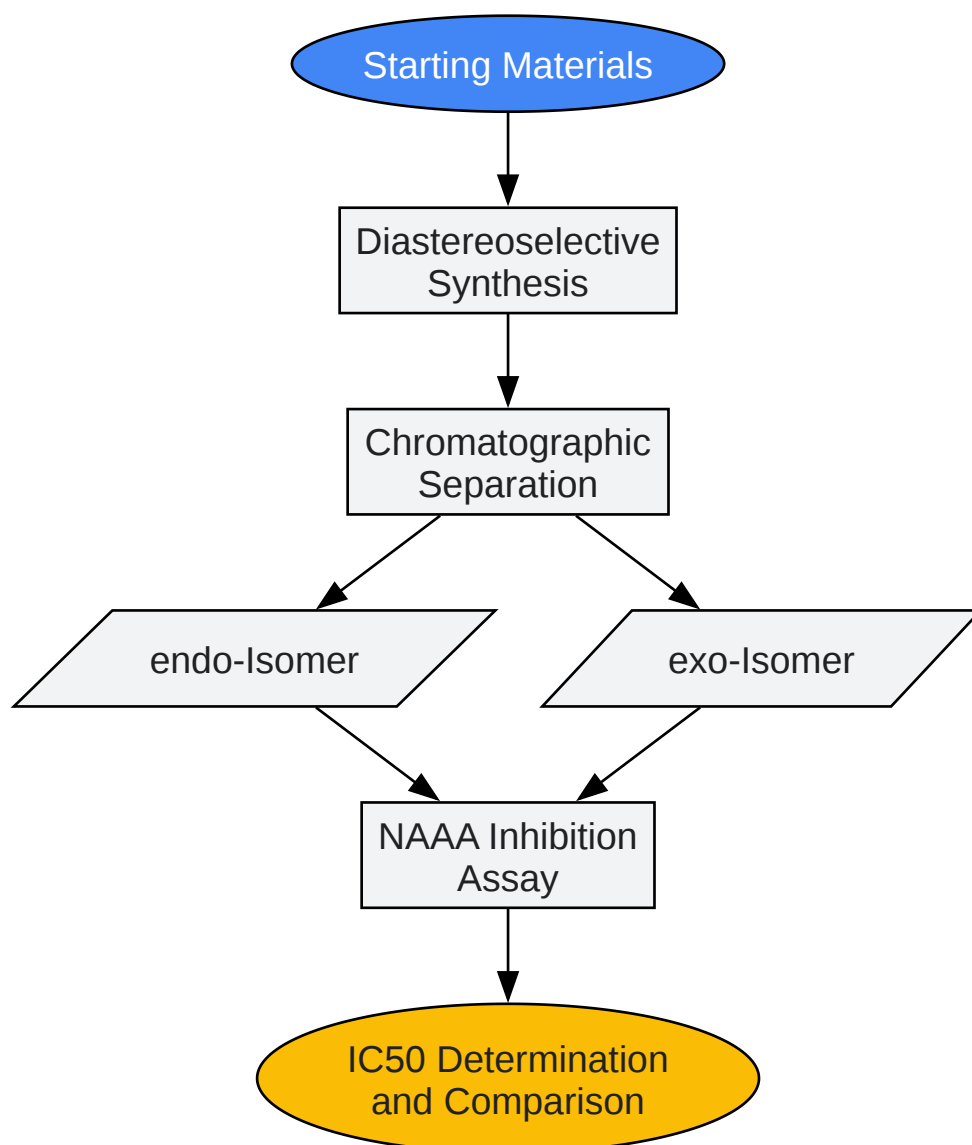 Starting Materials
Diastereoselective
Synthesis
Chromatographic
Separation
endo-Isomer
exo-Isomer
NAAA Inhibition
Assay
IC50 Determination
and Comparison